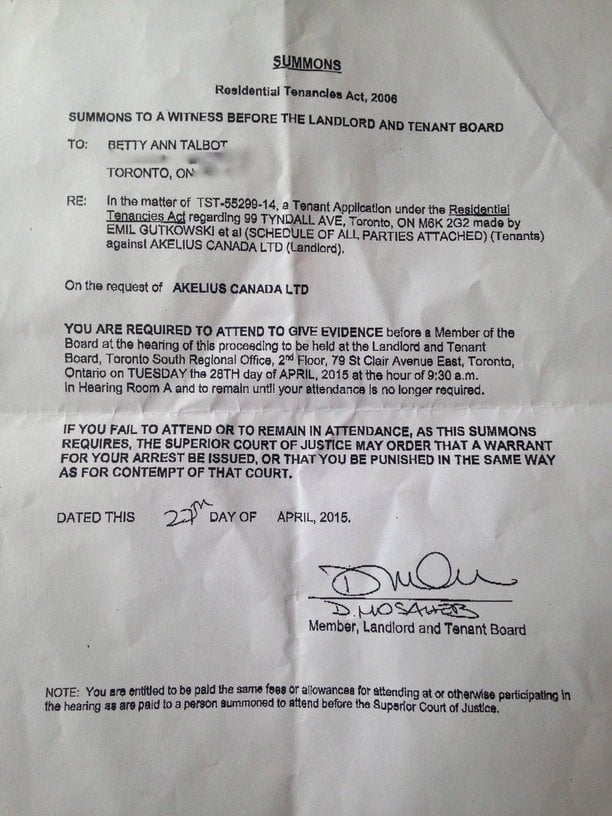 SUMMONS
Residential Tenancies Act, 2006
SUMMONS TO A WITNESS BEFORE THE LANDLORD AND TENANT BOARD
TO: BETTY ANN TALBOT
TORONTO, ON
RE: In the matter of TST-55299-14, a Tenant Application under the Residential
Tenancies Act regarding 99 TYNDALL AVE, Toronto, ON M6K 2G2 made by
EMIL GUTKOWSKI et al (SCHEDULE OF ALL PARTIES ATTACHED) (Tenants)
against AKELIUS CANADA LTD (Landlord).
On the request of AKELIUS CANADA LTD
YOU ARE REQUIRED TO ATTEND TO GIVE EVIDENCE before a Member of the
Board at the hearing of this proceeding to be held at the Landlord and Tenant
Board, Toronto South Regional Office, 2nd Floor, 79 St Clair Avenue East, Toronto,
Ontario on TUESDAY the 28TH day of APRIL, 2015 at the hour of 9:30 a.m.
in Hearing Room A and to remain until your attendance is no longer required.
IF YOU FAIL TO ATTEND OR TO REMAIN IN ATTENDANCE, AS THIS SUMMONS
REQUIRES, THE SUPERIOR COURT OF JUSTICE MAY ORDER THAT A WARRANT
FOR YOUR ARREST BE ISSUED, OR THAT YOU BE PUNISHED IN THE SAME WAY
AS FOR CONTEMPT OF THAT COURT.
DATED THIS 27th DAY OF APRIL, 2015.
D. MOSAHEB
Member, Landlord and Tenant Board
NOTE: You are entitled to be paid the same fees or allowances for attending at or otherwise participating in
the hearing as are paid to a person summoned to attend before the Superior Court of Justice.